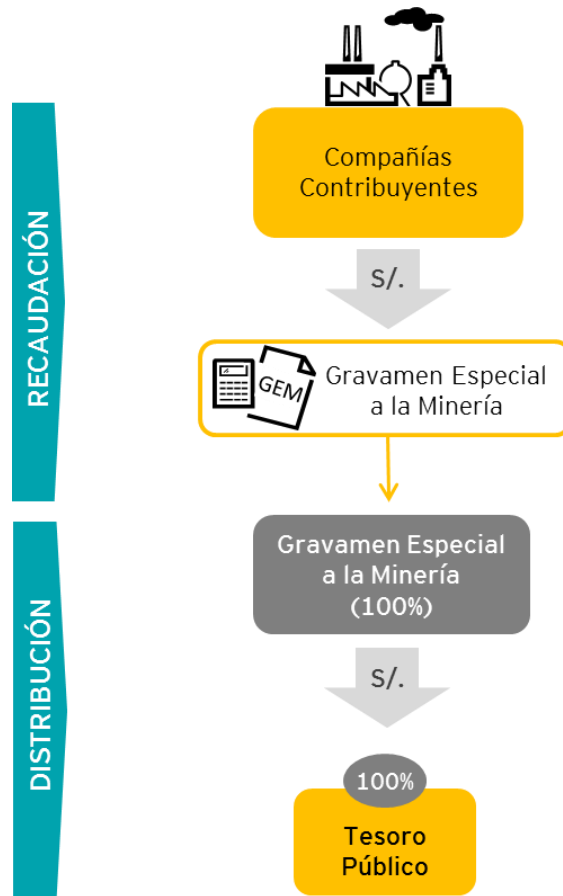 Compañías
Contribuyentes
RECAUDACIÓN
S/.
GEM
Gravamen Especial
a la Minería
Gravamen Especial
a la Minería
(100%)
DISTRIBUCIÓN
S/.
100%
Tesoro
Público